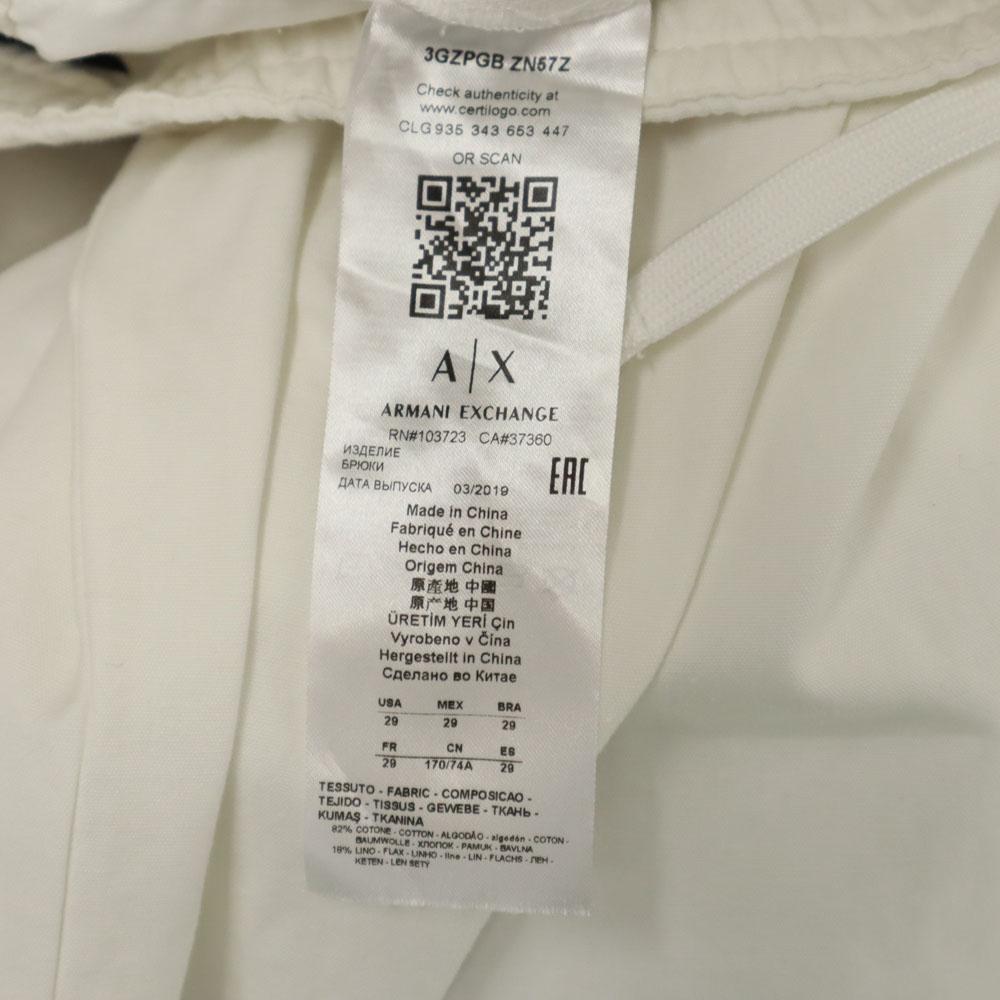 3GZPGB ZN57Z
Check authenticity at
www.certilogo.com
CLG 935 343 653 447
OR SCAN
A|X
ARMANI EXCHANGE
RN#103723 CA#37360
ИЗДЕЛИЕ
БРЮКИ
ДАТА ВЫПУСКА 03/2019
EAC
Made in China
Fabriqué en Chine
Hecho en China
Origem China
原產地 中國
原产地 中国
ÜRETİM YERİ Çin
Vyrobeno v Čína
Hergestellt in China
Сделано во Китае
USA MEX BRA
29 29 29
FR CN ES
29 170/74A 29
TESSUTO - FABRIC - COMPOSICAO -
TEJIDO - TISSUS - GEWEBE - ТКАНЬ -
KUMAŞ - TKANINA
82% COTONE - COTTON - ALGODÃO - algodón - COTON -
BAUMWOLLE - ХЛОПОК - PAMUK - BAVLNA
18% LINO - FLAX - LINHO - lino - LIN - FLACHS - ЛЕН -
KETEN - LEN SETÝ